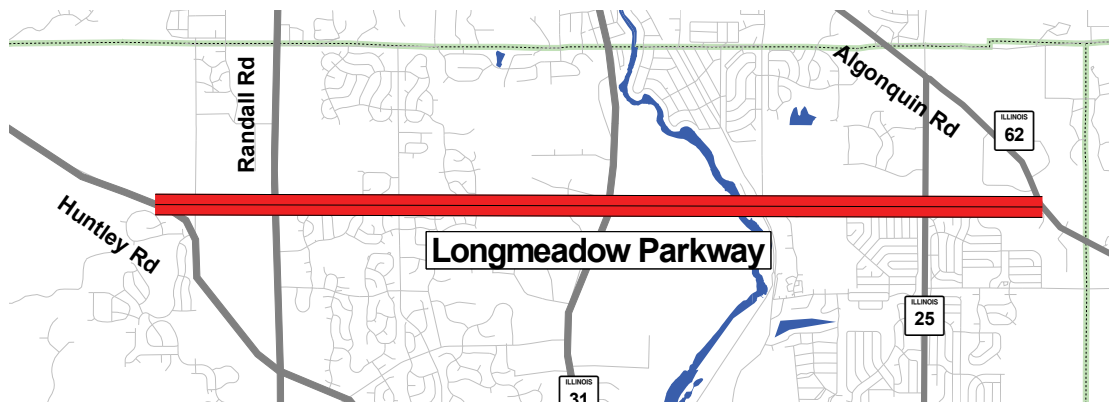 Algonquin Rd
Randall Rd
ILLINOIS
62
Huntley Rd
Longmeadow Parkway
ILLINOIS
25
ILLINOIS
31